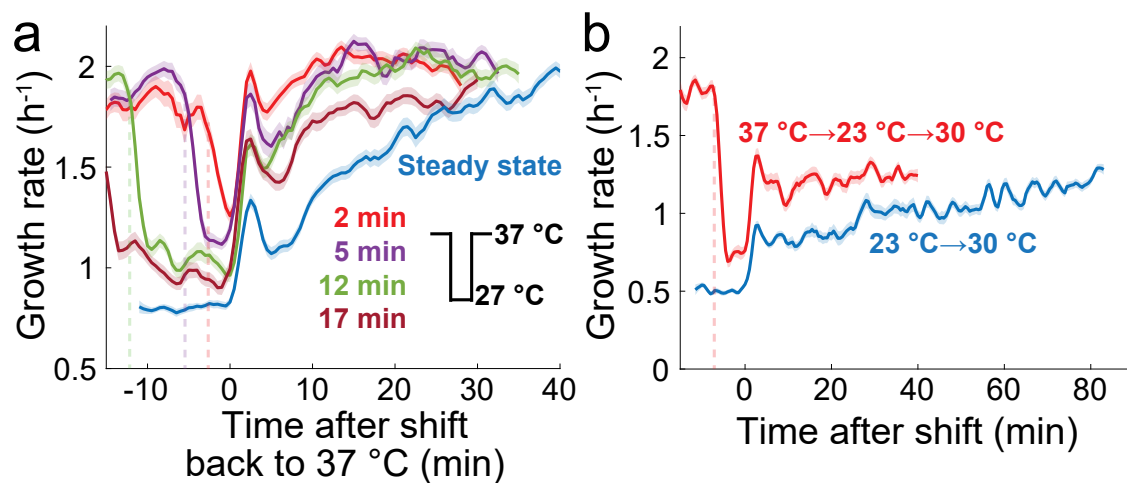 a
Growth rate (h⁻¹)
2
1.5
1
0.5
-10
0
10
20
30
40
Time after shift
back to 37 °C (min)
Steady state
2 min
5 min
12 min
17 min
37 °C
27 °C
b
Growth rate (h⁻¹)
2
1.5
1
0.5
0
0
20
40
60
80
Time after shift (min)
37 °C→23 °C→30 °C
23 °C→30 °C